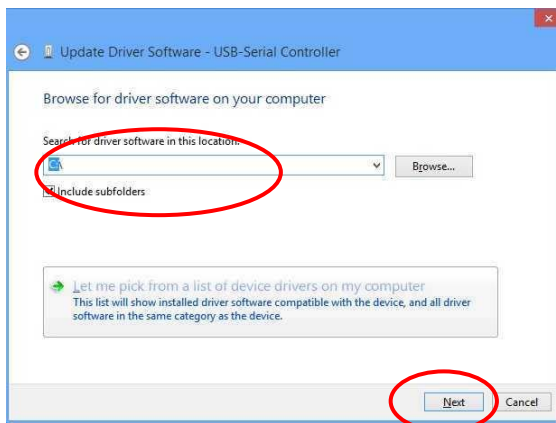 Update Driver Software - USB-Serial Controller
Browse for driver software on your computer
Search for driver software in this location:
C:\
Browse...
Include subfolders
Let me pick from a list of device drivers on my computer
This list will show installed driver software compatible with the device, and all driver
software in the same category as the device.
Next
Cancel